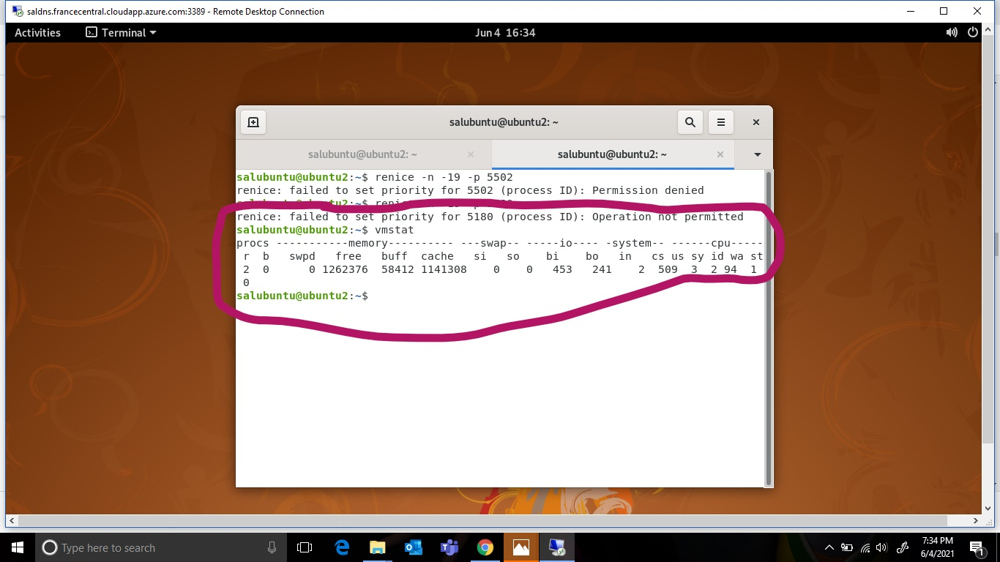 saldns.francecentral.cloudapp.azure.com:3389 - Remote Desktop Connection
Activities
Terminal
Jun 4 16:34
salubuntu@ubuntu2: ~
salubuntu@ubuntu2: ~
salubuntu@ubuntu2: ~
salubuntu@ubuntu2:~$ renice -n -19 -p 5502
renice: failed to set priority for 5502 (process ID): Permission denied
salubuntu@ubuntu2:~$
renice: failed to set priority for 5180 (process ID): Operation not permitted
salubuntu@ubuntu2:~$ vmstat
procs -----------memory---------- ---swap-- -----io---- -system-- ------cpu-----
r b swpd free buff cache si so bi bo in cs us sy id wa st
2 0 0 1262376 58412 1141308 0 0 453 241 2 509 3 2 94 1
0
salubuntu@ubuntu2:~$
Type here to search
7:34 PM
6/4/2021
1